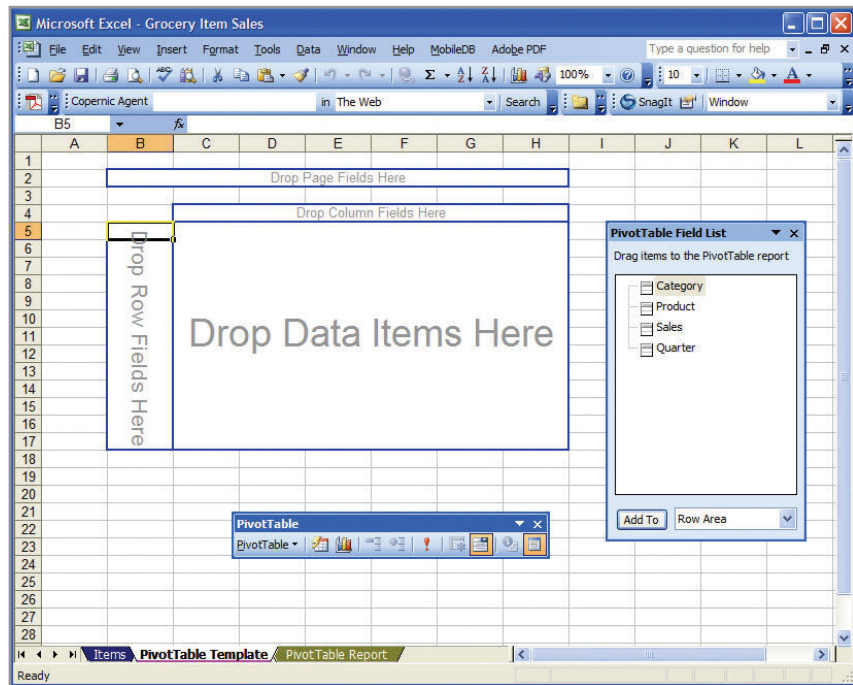 Microsoft Excel - Grocery Item Sales
File Edit View Insert Format Tools Data Window Help MobileDB Adobe PDF Type a question for help
100% 10
Copernic Agent in The Web Search SnagIt Window
B5 fx
A B C D E F G H I J K L
1
2 Drop Page Fields Here
3
4 Drop Column Fields Here
5
6
7
8
9
10
11
12
13
14
15
16
17
18
19
20
21
22
23
24
25
26
27
28
Drop Row Fields Here
Drop Data Items Here
PivotTable Field List
Drag items to the PivotTable report
Category
Product
Sales
Quarter
Add To Row Area
PivotTable
PivotTable
Items PivotTable Template PivotTable Report
Ready